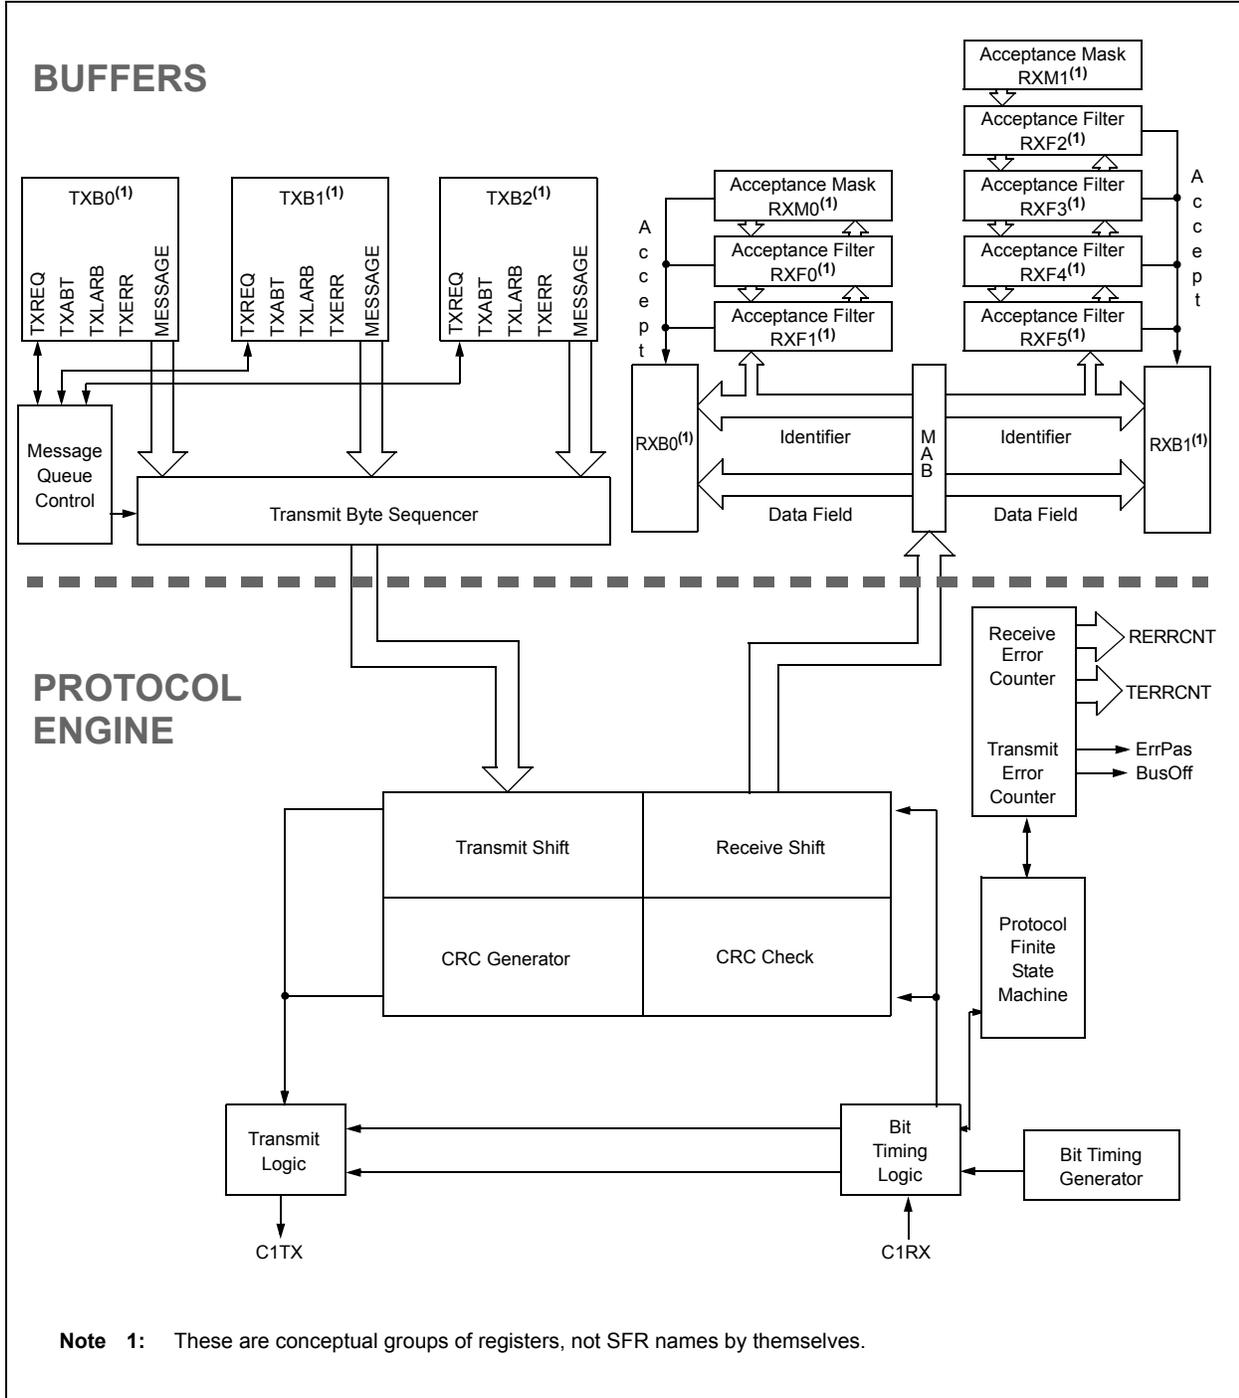 BUFFERS
Acceptance Mask
RXM1(1)
Acceptance Filter
RXF2(1)
Acceptance Filter
RXF3(1)
Acceptance Filter
RXF4(1)
Acceptance Filter
RXF5(1)
Accept
Acceptance Mask
RXM0(1)
Acceptance Filter
RXF0(1)
Acceptance Filter
RXF1(1)
Accept
TXB0(1)
TXREQ
TXABT
TXLARB
TXERR
MESSAGE
TXB1(1)
TXREQ
TXABT
TXLARB
TXERR
MESSAGE
TXB2(1)
TXREQ
TXABT
TXLARB
TXERR
MESSAGE
Message
Queue
Control
Transmit Byte Sequencer
RXB0(1)
Identifier
Data Field
MAB
Identifier
Data Field
RXB1(1)
PROTOCOL
ENGINE
Receive
Error
Counter
Transmit
Error
Counter
RERRCNT
TERRCNT
ErrPas
BusOff
Transmit Shift
Receive Shift
CRC Generator
CRC Check
Protocol
Finite
State
Machine
Transmit
Logic
Bit
Timing
Logic
Bit Timing
Generator
C1TX
C1RX
Note 1: These are conceptual groups of registers, not SFR names by themselves.